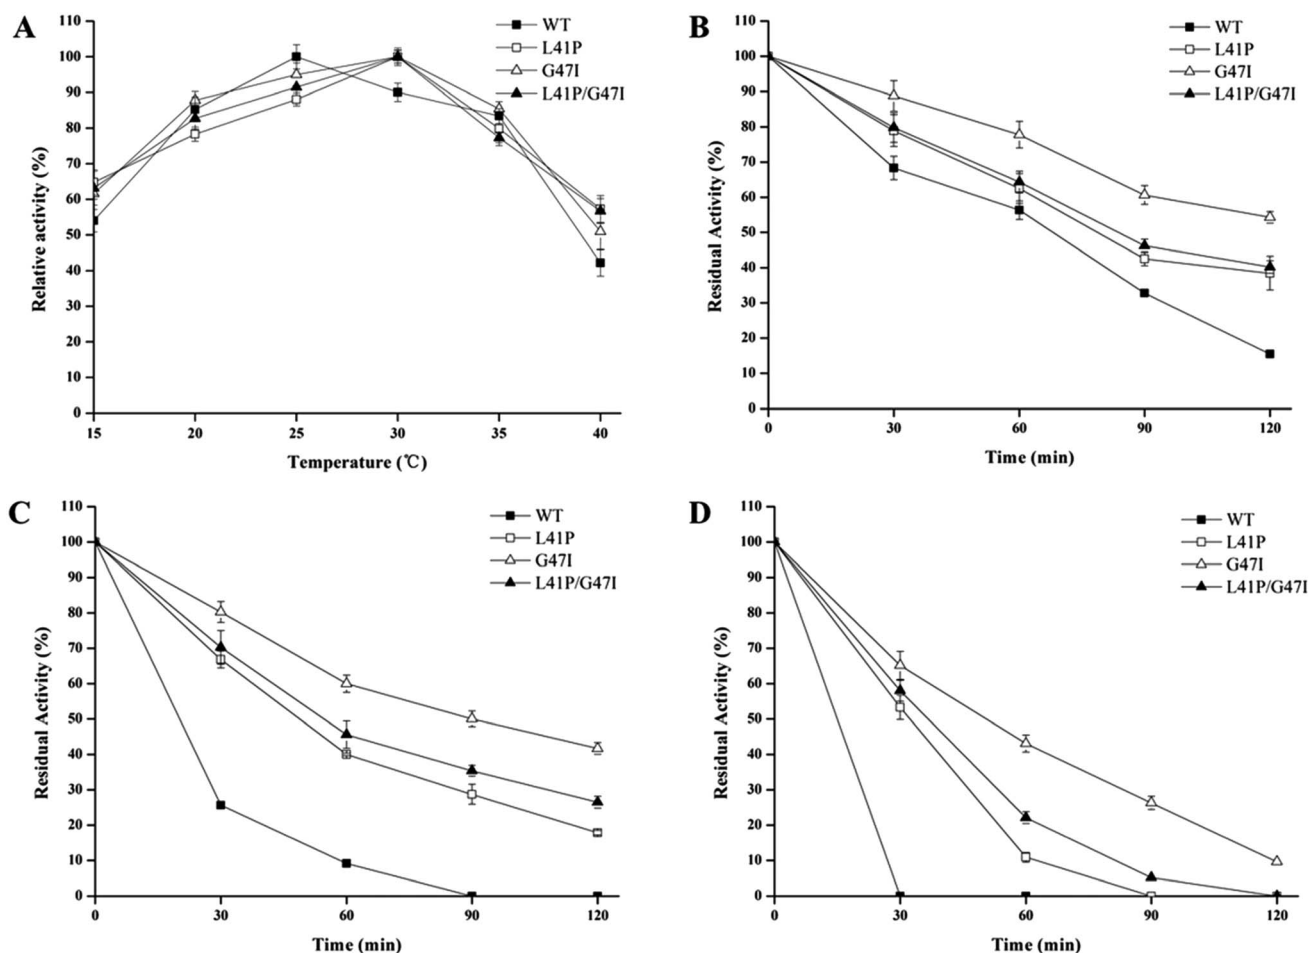 A
Relative activity (%)
110
100
90
80
70
60
50
40
30
20
10
0
15
20
25
30
35
40
Temperature (℃)
WT
L41P
G47I
L41P/G47I
B
Residual Activity (%)
110
100
90
80
70
60
50
40
30
20
10
0
0
30
60
90
120
Time (min)
WT
L41P
G47I
L41P/G47I
C
Residual Activity (%)
110
100
90
80
70
60
50
40
30
20
10
0
0
30
60
90
120
Time (min)
WT
L41P
G47I
L41P/G47I
D
Residual Activity (%)
110
100
90
80
70
60
50
40
30
20
10
0
0
30
60
90
120
Time (min)
WT
L41P
G47I
L41P/G47I